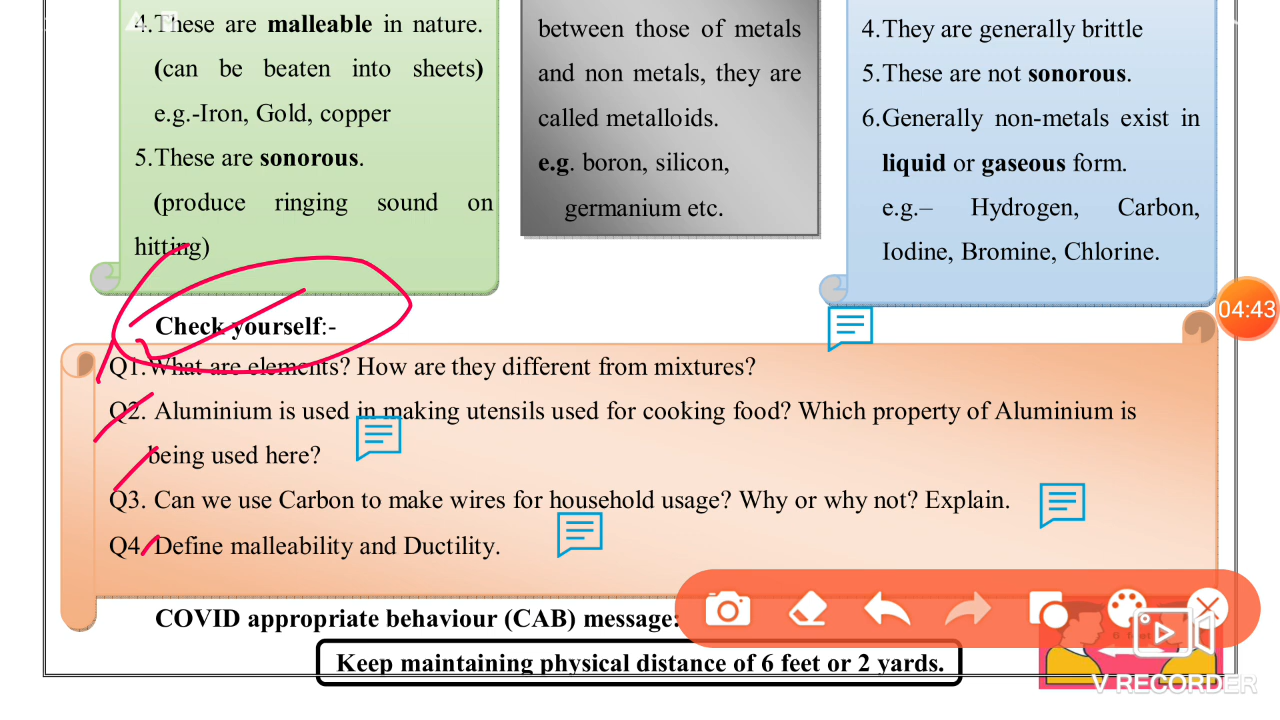 4.These are malleable in nature.
(can be beaten into sheets)
e.g.-Iron, Gold, copper
5.These are sonorous.
(produce ringing sound on
hitting)
between those of metals
and non metals, they are
called metalloids.
e.g. boron, silicon,
germanium etc.
4.They are generally brittle
5.These are not sonorous.
6.Generally non-metals exist in
liquid or gaseous form.
e.g.– Hydrogen, Carbon,
Iodine, Bromine, Chlorine.
04:43
Check yourself:-
Q1.What are elements? How are they different from mixtures?
Q2. Aluminium is used in making utensils used for cooking food? Which property of Aluminium is
being used here?
Q3. Can we use Carbon to make wires for household usage? Why or why not? Explain.
Q4. Define malleability and Ductility.
COVID appropriate behaviour (CAB) message:
6 feet
Keep maintaining physical distance of 6 feet or 2 yards.
V RECORDER